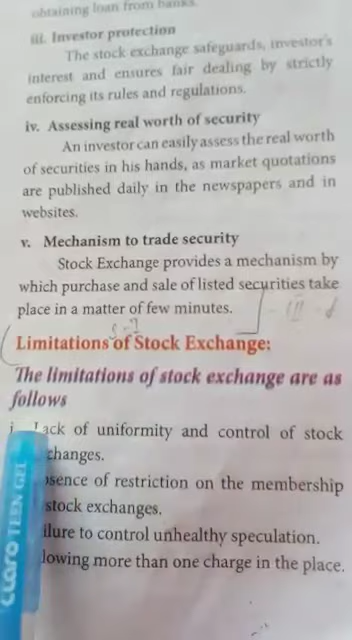 obtaining loan from banks.
iii. Investor protection
The stock exchange safeguards, investor's
interest and ensures fair dealing by strictly
enforcing its rules and regulations.
iv. Assessing real worth of security
An investor can easily assess the real worth
of securities in his hands, as market quotations
are published daily in the newspapers and in
websites.
v. Mechanism to trade security
Stock Exchange provides a mechanism by
which purchase and sale of listed securities take
place in a matter of few minutes.
Limitations of Stock Exchange:
The limitations of stock exchange are as
follows
i. Lack of uniformity and control of stock
changes.
sence of restriction on the membership
stock exchanges.
ilure to control unhealthy speculation.
lowing more than one charge in the place.
claro TEEN GEL